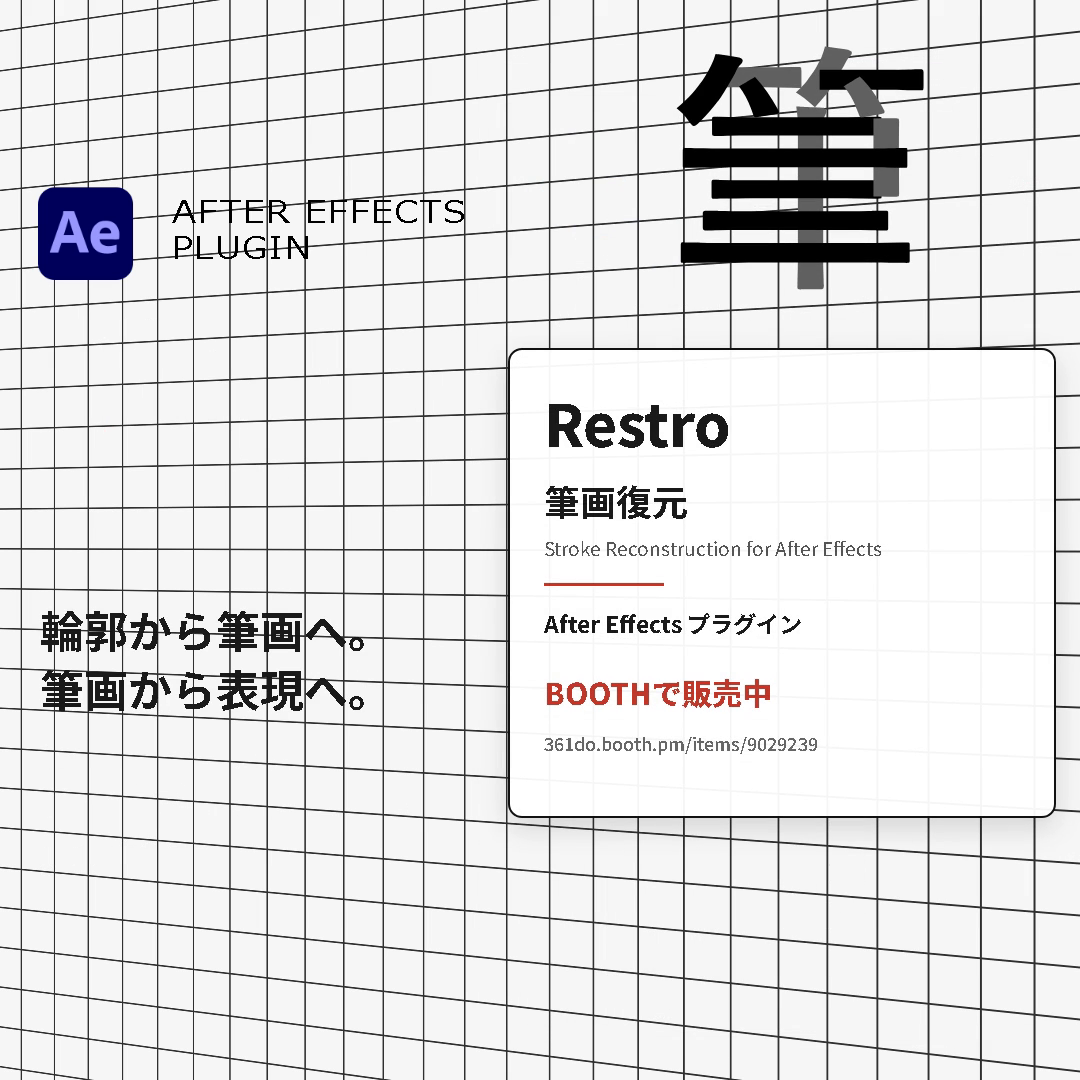 筆
Ae
AFTER EFFECTS
PLUGIN
Restro
筆画復元
Stroke Reconstruction for After Effects
After Effects プラグイン
BOOTHで販売中
361do.booth.pm/items/9029239
輪郭から筆画へ。
筆画から表現へ。